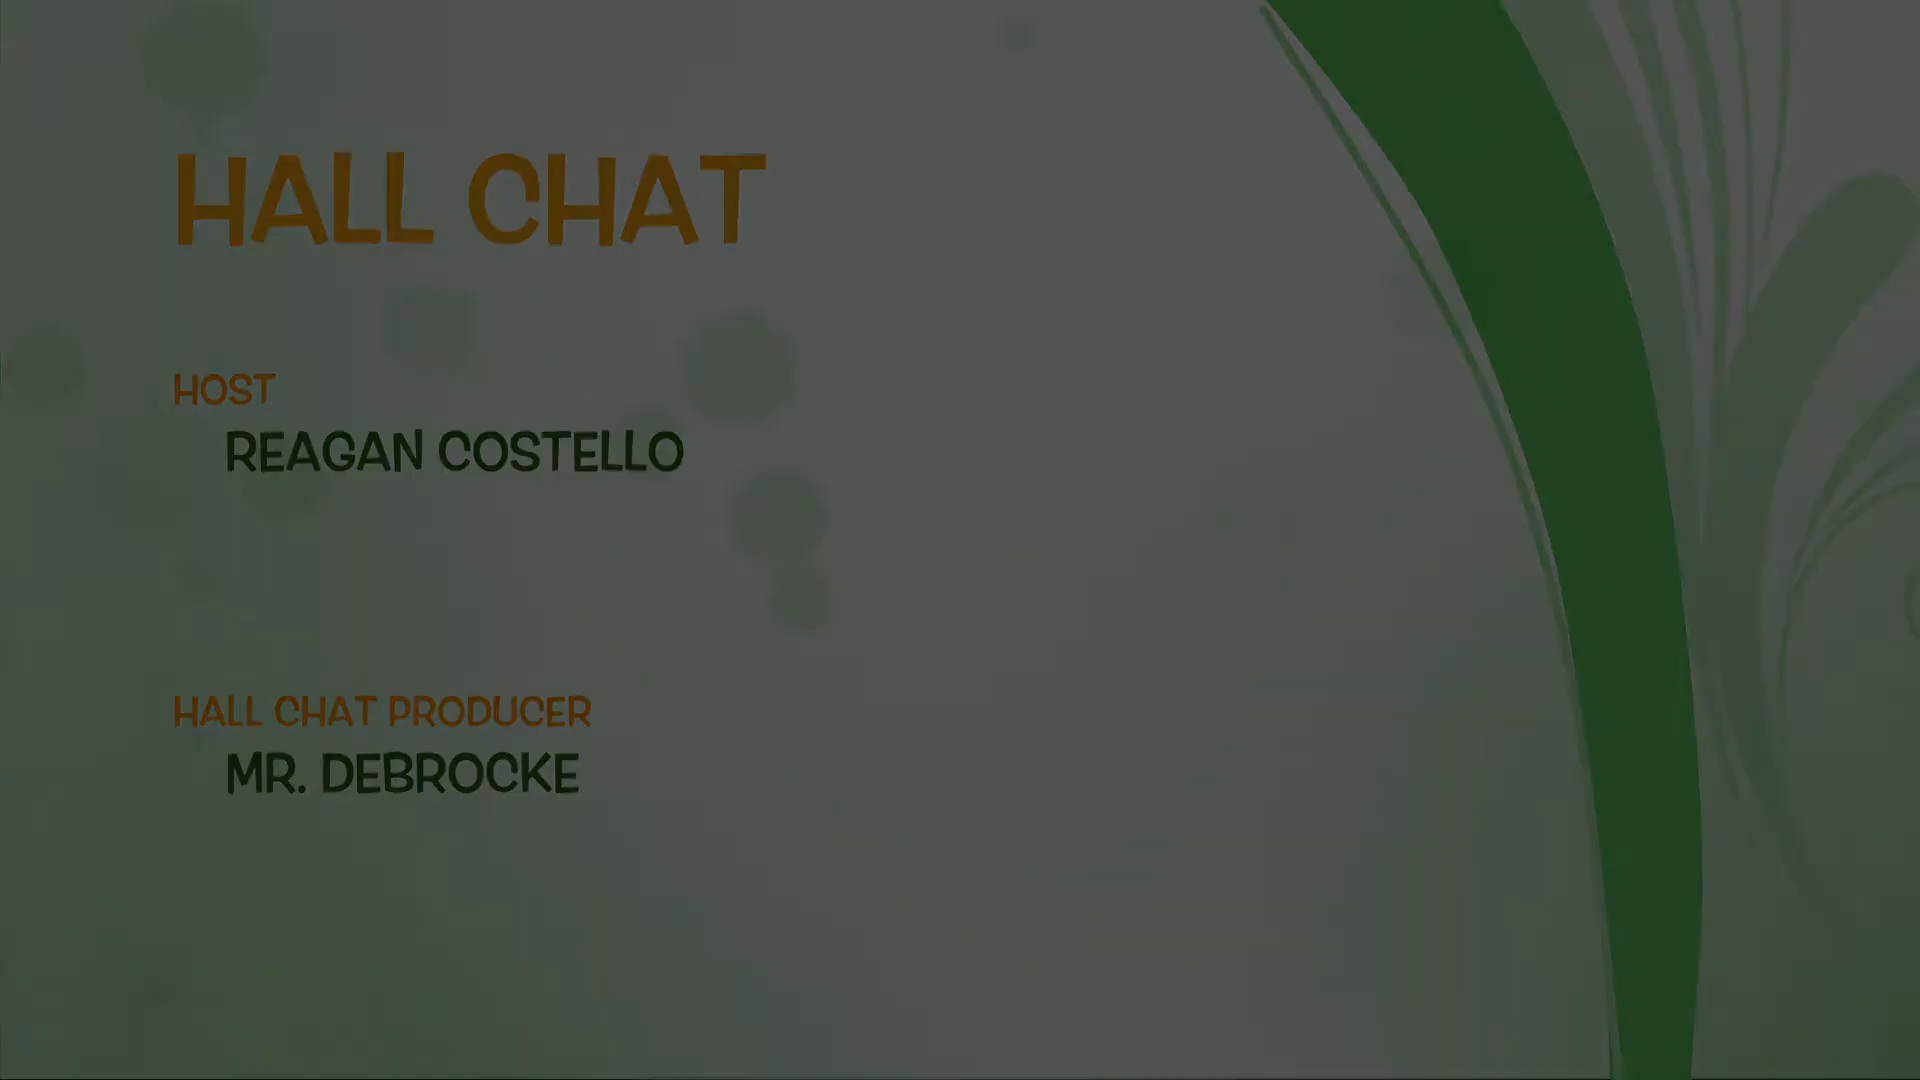 HALL CHAT
HOST
REAGAN COSTELLO
HALL CHAT PRODUCER
MR. DEBROCKE